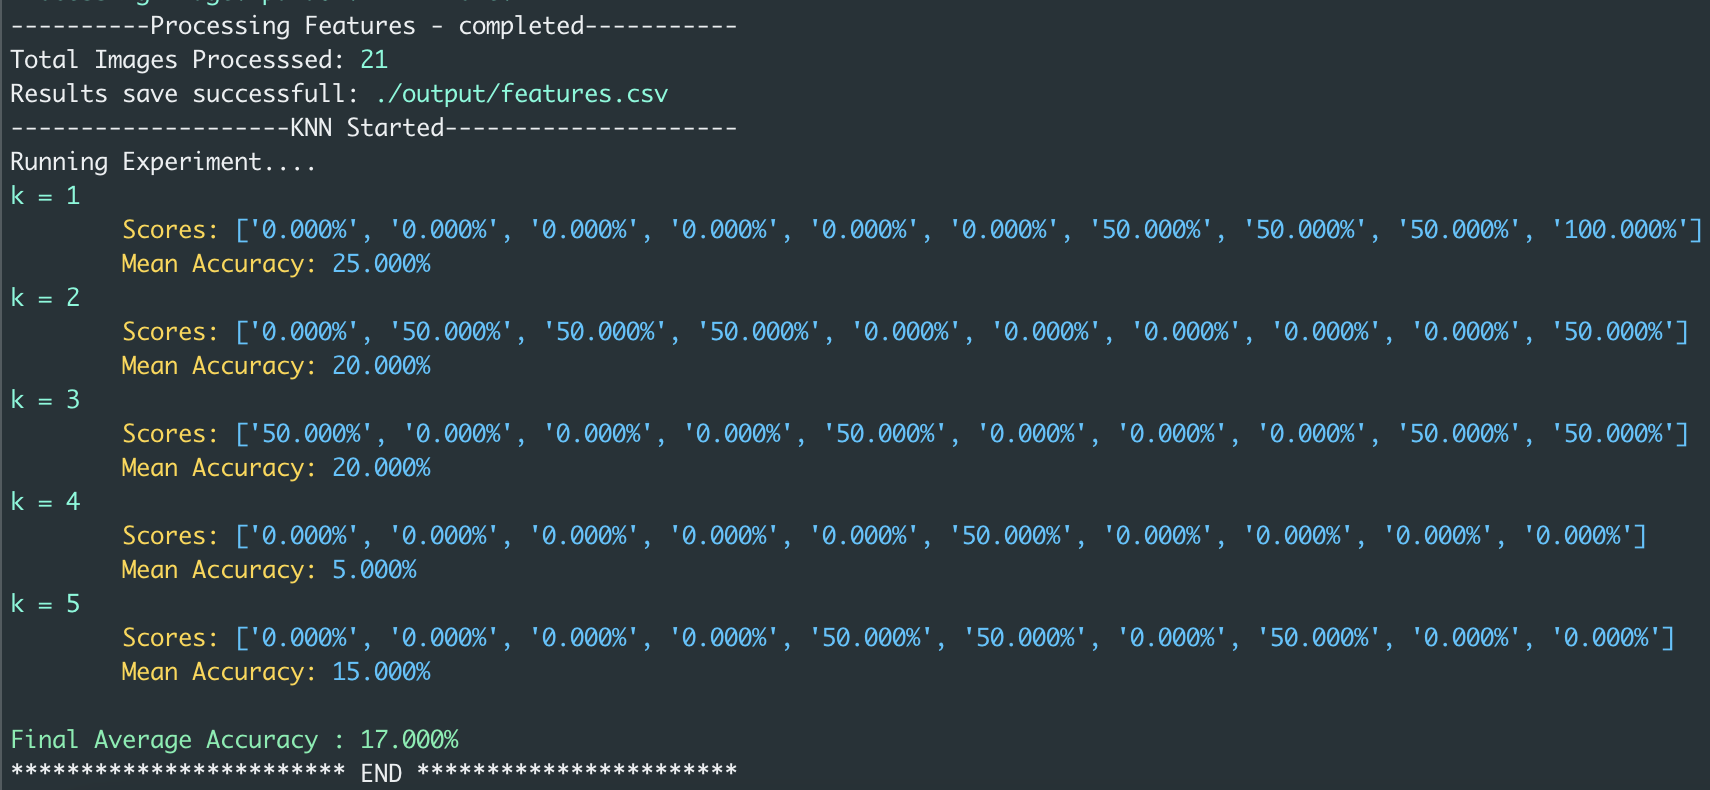 ----------Processing Features - completed-----------
Total Images Processsed: 21
Results save successfull: ./output/features.csv
--------------------KNN Started---------------------
Running Experiment....
k = 1
Scores: ['0.000%', '0.000%', '0.000%', '0.000%', '0.000%', '0.000%', '50.000%', '50.000%', '50.000%', '100.000%']
Mean Accuracy: 25.000%
k = 2
Scores: ['0.000%', '50.000%', '50.000%', '50.000%', '0.000%', '0.000%', '0.000%', '0.000%', '0.000%', '50.000%']
Mean Accuracy: 20.000%
k = 3
Scores: ['50.000%', '0.000%', '0.000%', '0.000%', '50.000%', '0.000%', '0.000%', '0.000%', '50.000%', '50.000%']
Mean Accuracy: 20.000%
k = 4
Scores: ['0.000%', '0.000%', '0.000%', '0.000%', '0.000%', '50.000%', '0.000%', '0.000%', '0.000%', '0.000%']
Mean Accuracy: 5.000%
k = 5
Scores: ['0.000%', '0.000%', '0.000%', '0.000%', '50.000%', '50.000%', '0.000%', '50.000%', '0.000%', '0.000%']
Mean Accuracy: 15.000%
Final Average Accuracy : 17.000%
************************ END ***********************